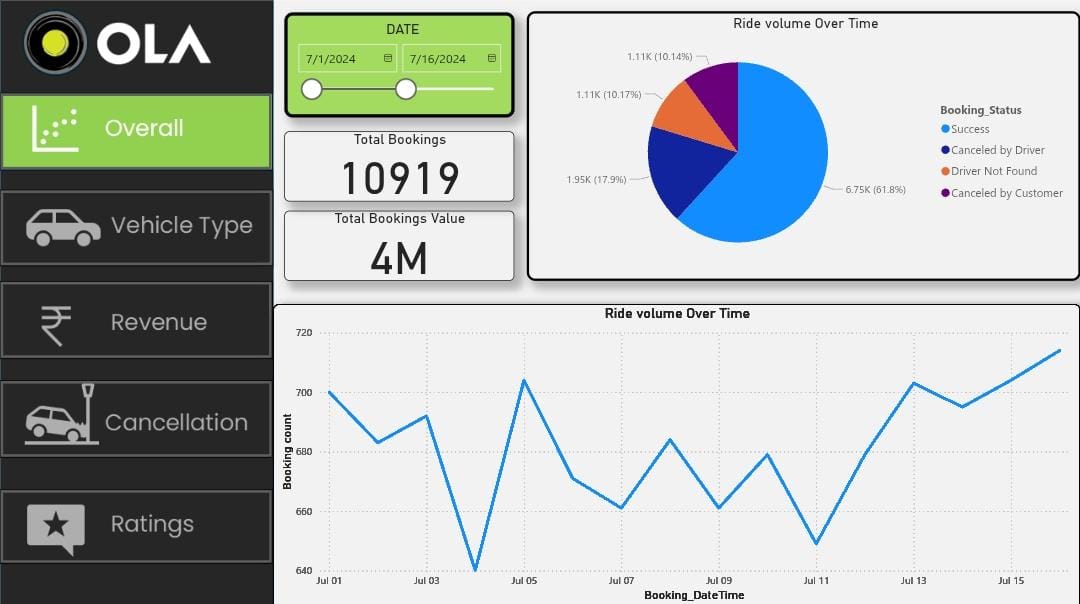 OLA
Overall
Vehicle Type
₹ Revenue
Cancellation
Ratings
DATE
7/1/2024 7/16/2024
Total Bookings
10919
Total Bookings Value
4M
Ride volume Over Time
1.11K (10.14%)
1.11K (10.17%)
1.95K (17.9%)
6.75K (61.8%)
Booking_Status
Success
Canceled by Driver
Driver Not Found
Canceled by Customer
Ride volume Over Time
Booking count
720
700
680
660
640
Jul 01 Jul 03 Jul 05 Jul 07 Jul 09 Jul 11 Jul 13 Jul 15
Booking_DateTime